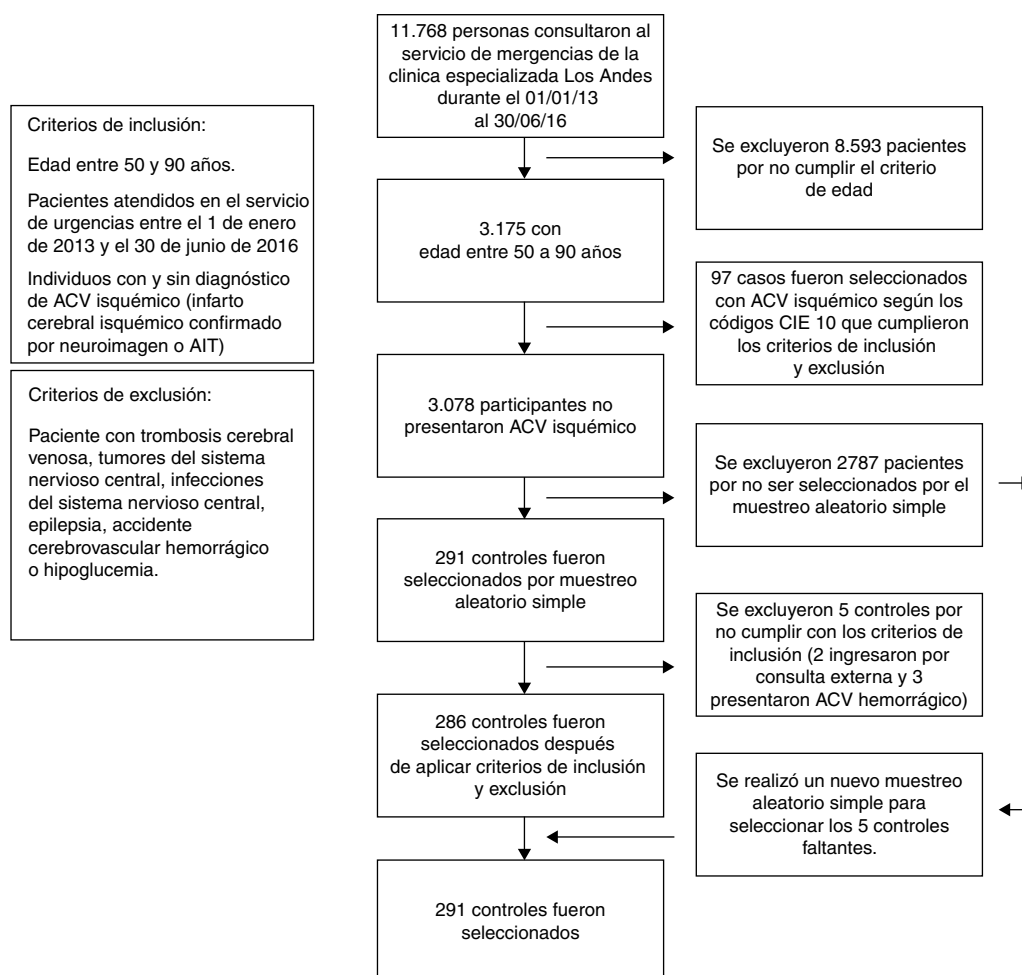 11.768 personas consultaron al
servicio de mergencias de la
clinica especializada Los Andes
durante el 01/01/13
al 30/06/16
Criterios de inclusión:
Edad entre 50 y 90 años.
Pacientes atendidos en el servicio
de urgencias entre el 1 de enero
de 2013 y el 30 de junio de 2016
Individuos con y sin diagnóstico
de ACV isquémico (infarto
cerebral isquémico confirmado
por neuroimagen o AIT)
Criterios de exclusión:
Paciente con trombosis cerebral
venosa, tumores del sistema
nervioso central, infecciones
del sistema nervioso central,
epilepsia, accidente
cerebrovascular hemorrágico
o hipoglucemia.
Se excluyeron 8.593 pacientes
por no cumplir el criterio
de edad
3.175 con
edad entre 50 a 90 años
97 casos fueron seleccionados
con ACV isquémico según los
códigos CIE 10 que cumplieron
los criterios de inclusión
y exclusión
3.078 participantes no
presentaron ACV isquémico
Se excluyeron 2787 pacientes
por no ser seleccionados por el
muestreo aleatorio simple
291 controles fueron
seleccionados por muestreo
aleatorio simple
Se excluyeron 5 controles por
no cumplir con los criterios de
inclusión (2 ingresaron por
consulta externa y 3
presentaron ACV hemorrágico)
286 controles fueron
seleccionados después
de aplicar criterios de inclusión
y exclusión
Se realizó un nuevo muestreo
aleatorio simple para
seleccionar los 5 controles
faltantes.
291 controles fueron
seleccionados